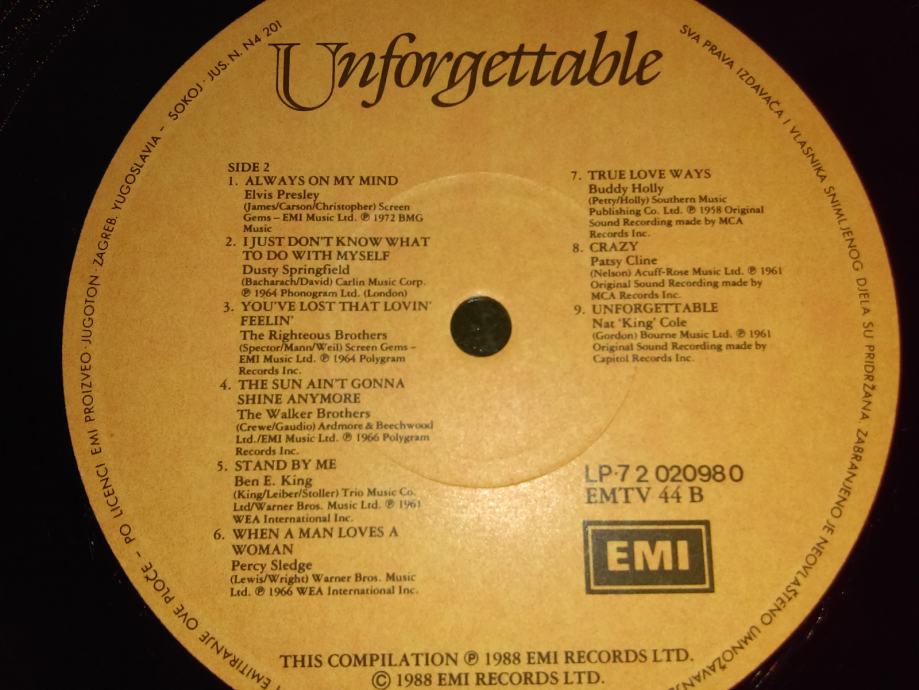 Unforgettable
SIDE 2
1. ALWAYS ON MY MIND
Elvis Presley
(James/Carson/Christopher) Screen
Gems – EMI Music Ltd. ℗ 1972 BMG
Music
2. I JUST DON'T KNOW WHAT
TO DO WITH MYSELF
Dusty Springfield
(Bacharach/David) Carlin Music Corp.
℗ 1964 Phonogram Ltd. (London)
3. YOU'VE LOST THAT LOVIN'
FEELIN'
The Righteous Brothers
(Spector/Mann/Weil) Screen Gems –
EMI Music Ltd. ℗ 1964 Polygram
Records Inc.
4. THE SUN AIN'T GONNA
SHINE ANYMORE
The Walker Brothers
(Crewe/Gaudio) Ardmore & Beechwood
Ltd./EMI Music Ltd. ℗ 1966 Polygram
Records Inc.
5. STAND BY ME
Ben E. King
(King/Leiber/Stoller) Trio Music Co.
Ltd/Warner Bros. Music Ltd. ℗ 1961
WEA International Inc.
6. WHEN A MAN LOVES A
WOMAN
Percy Sledge
(Lewis/Wright) Warner Bros. Music
Ltd. ℗ 1966 WEA International Inc.
7. TRUE LOVE WAYS
Buddy Holly
(Petty/Holly) Southern Music
Publishing Co. Ltd. ℗ 1958 Original
Sound Recording made by MCA
Records Inc.
8. CRAZY
Patsy Cline
(Nelson) Acuff-Rose Music Ltd. ℗ 1961
Original Sound Recording made by
MCA Records Inc.
9. UNFORGETTABLE
Nat 'King' Cole
(Gordon) Bourne Music Ltd. ℗ 1961
Original Sound Recording made by
Capitol Records Inc.
LP-7 2 020980
EMTV 44 B
EMI
THIS COMPILATION ℗ 1988 EMI RECORDS LTD.
© 1988 EMI RECORDS LTD.
SVA PRAVA IZDAVAČA I VLASNIKA SNIMLJENOG DJELA SU PRIDRŽANA. ZABRANJENO JE NEOVLAŠTENO UMNOŽAVANJE
EMITIRANJE OVE PLOČE – PO LICENCI EMI PROIZVEO · JUGOTON · ZAGREB, YUGOSLAVIA – SOKOJ · JUS. N. N4 201